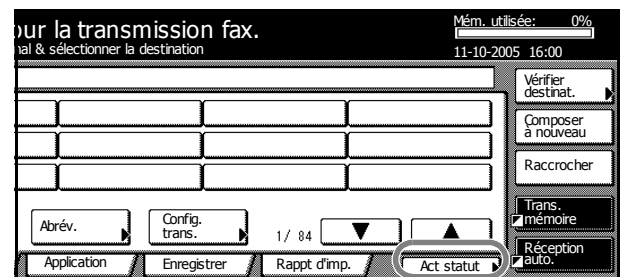 our la transmission fax.
nal & sélectionner la destination
Mém. utilisée: 0%
11-10-2005 16:00
Vérifier
destinat.
Composer
à nouveau
Raccrocher
Trans.
mémoire
Réception
auto.
Abrév.
Config.
trans.
1/ 84
Application
Enregistrer
Rappt d'imp.
Act statut